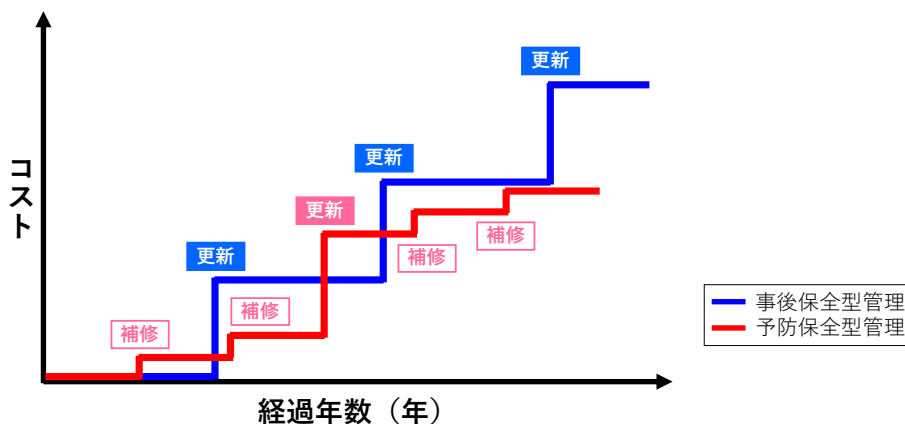 更新
更新
更新
更新
補修
補修
補修
補修
コスト
経過年数（年）
事後保全型管理
予防保全型管理